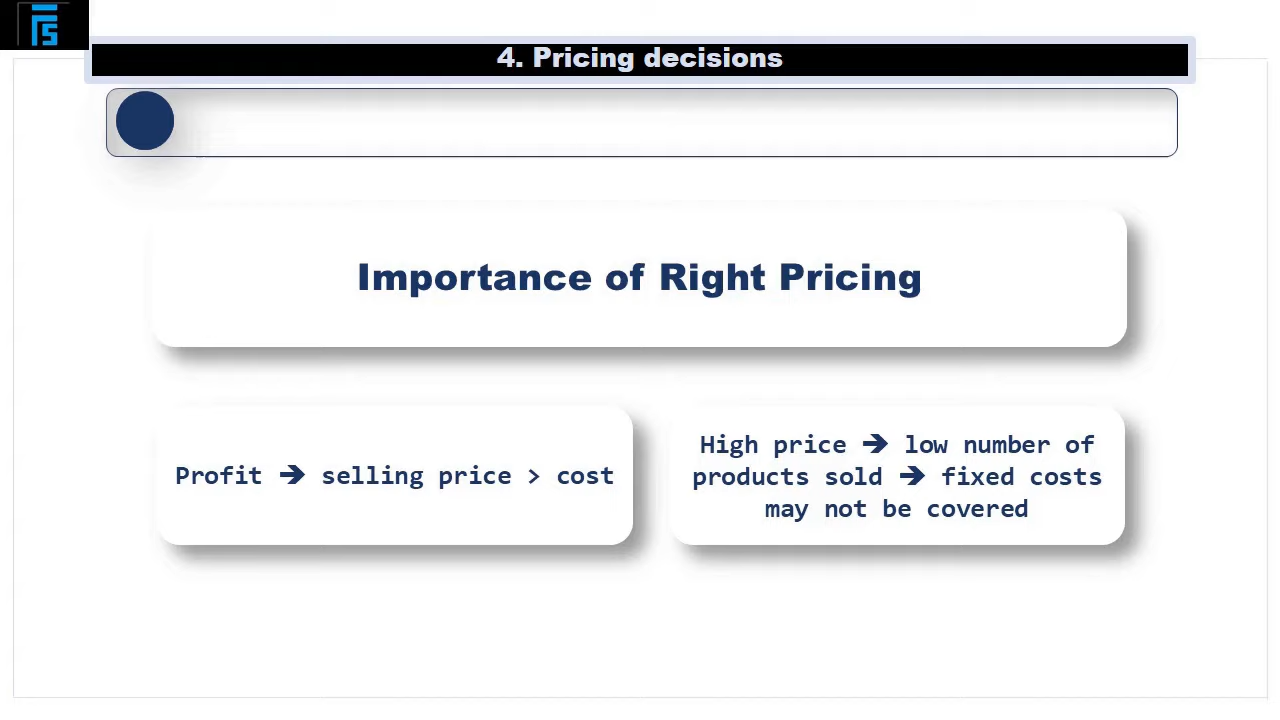 4. Pricing decisions
Importance of Right Pricing
Profit ➔ selling price > cost
High price ➔ low number of
products sold ➔ fixed costs
may not be covered